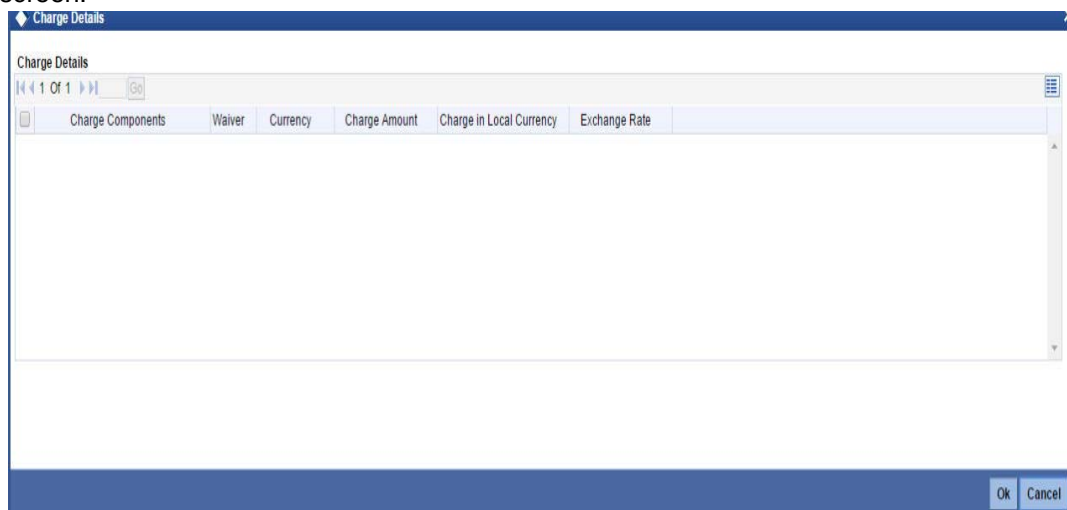 screen.
Charge Details
Charge Details
1 Of 1 Go
Charge Components Waiver Currency Charge Amount Charge in Local Currency Exchange Rate
Ok Cancel